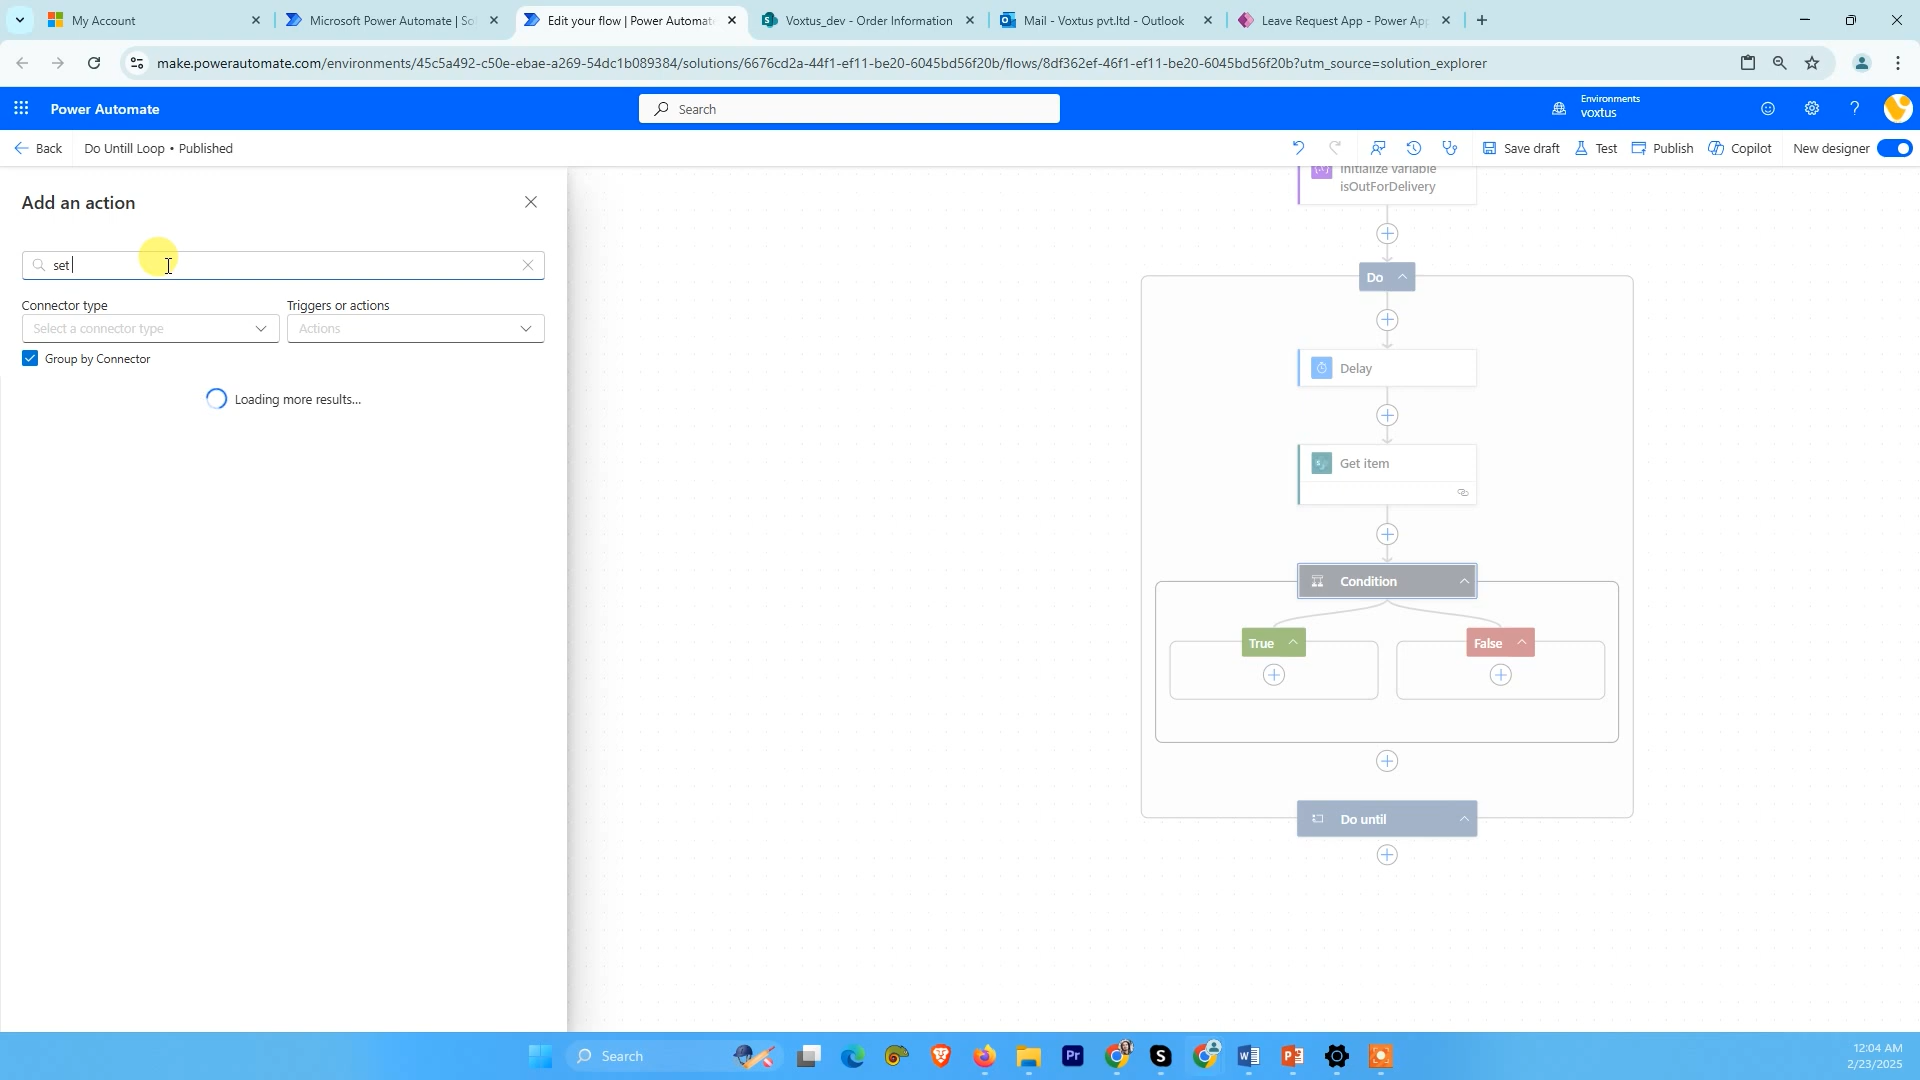 My Account
Microsoft Power Automate | Sol
Edit your flow | Power Automate
Voxtus_dev - Order Information
Mail - Voxtus pvt.ltd - Outlook
Leave Request App - Power App
make.powerautomate.com/environments/45c5a492-c50e-ebae-a269-54dc1b089384/solutions/6676cd2a-44f1-ef11-be20-6045bd56f20b/flows/8df362ef-46f1-ef11-be20-6045bd56f20b?utm_source=solution_explorer
Power Automate
Search
Environments
voxtus
Back
Do Untill Loop • Published
Save draft
Test
Publish
Copilot
New designer
Add an action
set
Connector type
Triggers or actions
Select a connector type
Actions
Group by Connector
Loading more results...
Initialize variable
isOutForDelivery
Do
Delay
Get item
Condition
True
False
Do until
Search
12:04 AM
2/23/2025